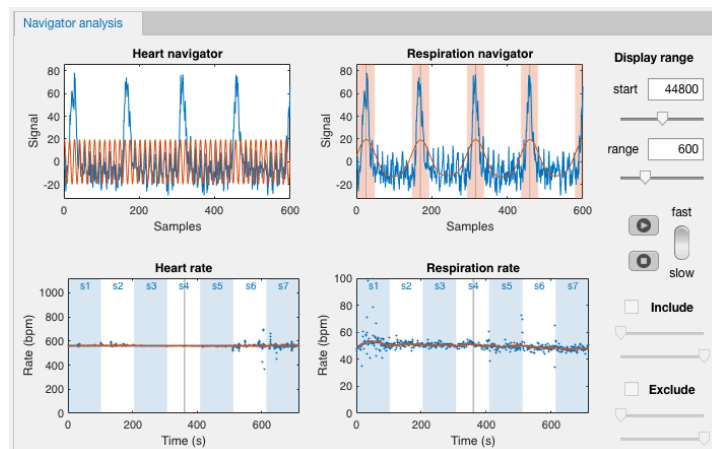 Navigator analysis
Heart navigator
Respiration navigator
Display range
80
60
40
20
0
-20
Signal
0 200 400 600
Samples
80
60
40
20
0
-20
Signal
0 200 400 600
Samples
start 44800
range 600
fast
slow
Heart rate
s1 s2 s3 s4 s5 s6 s7
1000
800
600
400
200
0
Rate (bpm)
0 200 400 600
Time (s)
Respiration rate
s1 s2 s3 s4 s5 s6 s7
100
80
60
40
20
0
Rate (bpm)
0 200 400 600
Time (s)
Include
Exclude